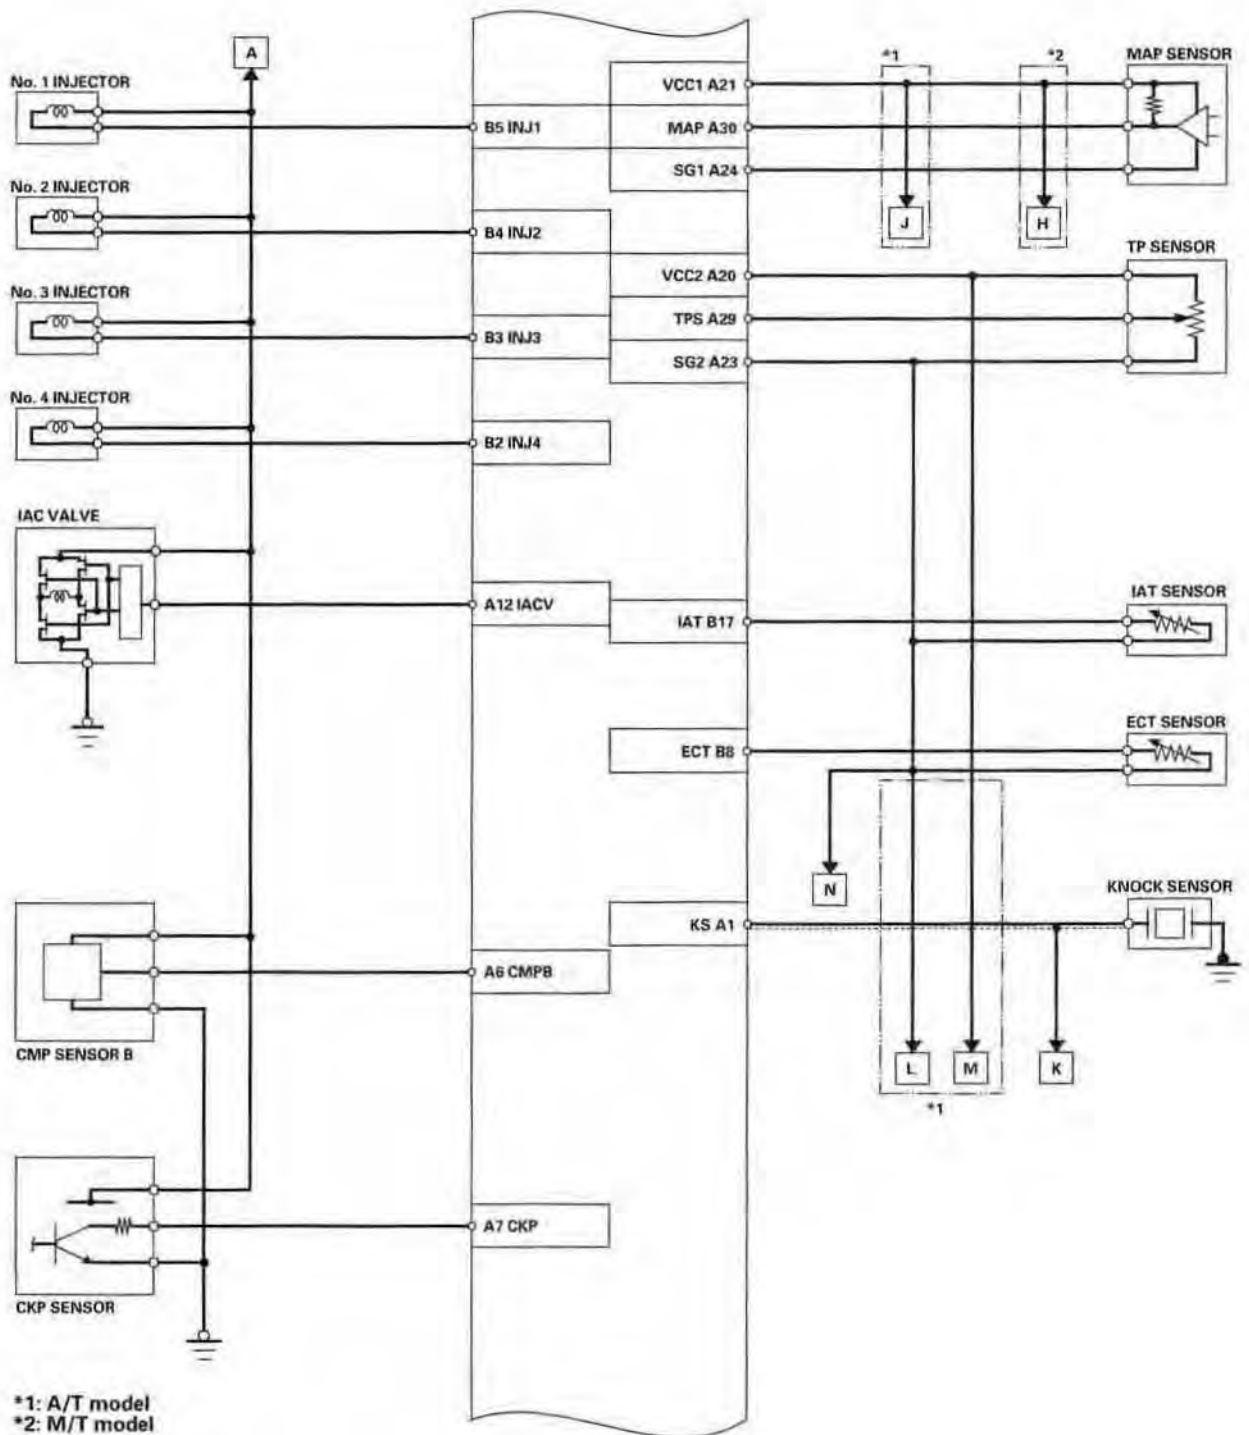 A
No. 1 INJECTOR
B5 INJ1
No. 2 INJECTOR
B4 INJ2
No. 3 INJECTOR
B3 INJ3
No. 4 INJECTOR
B2 INJ4
IAC VALVE
A12 IACV
A6 CMPB
CMP SENSOR B
A7 CKP
CKP SENSOR
VCC1 A21
MAP A30
SG1 A24
*1
*2
MAP SENSOR
J
H
VCC2 A20
TPS A29
SG2 A23
TP SENSOR
IAT B17
IAT SENSOR
ECT B8
ECT SENSOR
N
KS A1
KNOCK SENSOR
L
M
K
*1
*1: A/T model
*2: M/T model